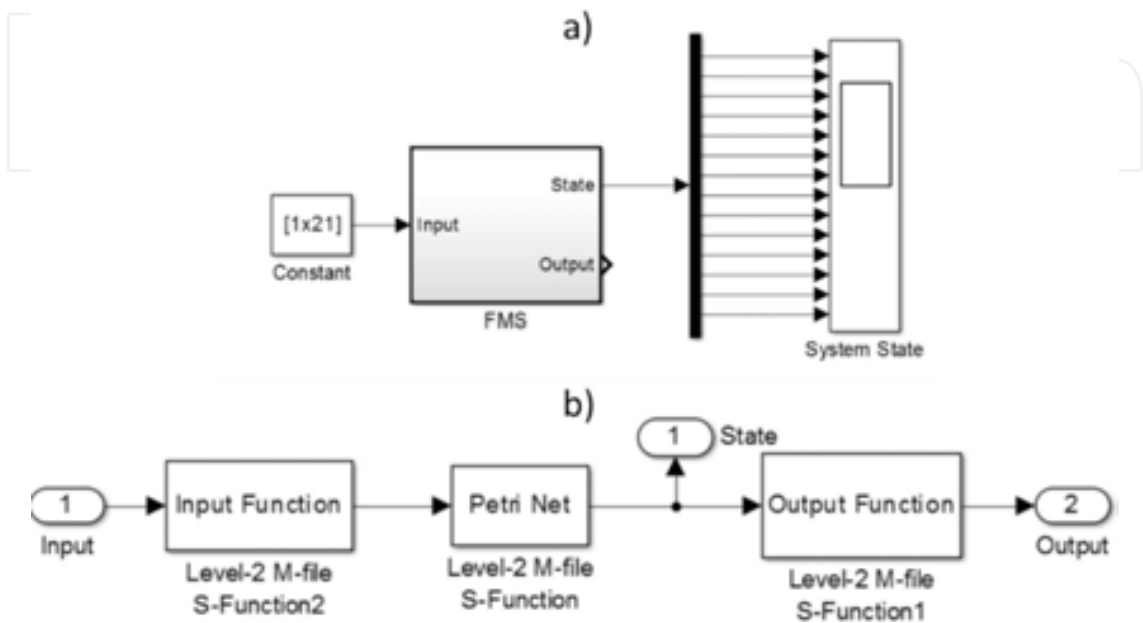 a)
State
[1x21]
Input
Constant
Output
FMS
System State
b)
1
State
1
Input Function
Petri Net
Output Function
2
Input
Output
Level-2 M-file
S-Function2
Level-2 M-file
S-Function
Level-2 M-file
S-Function1